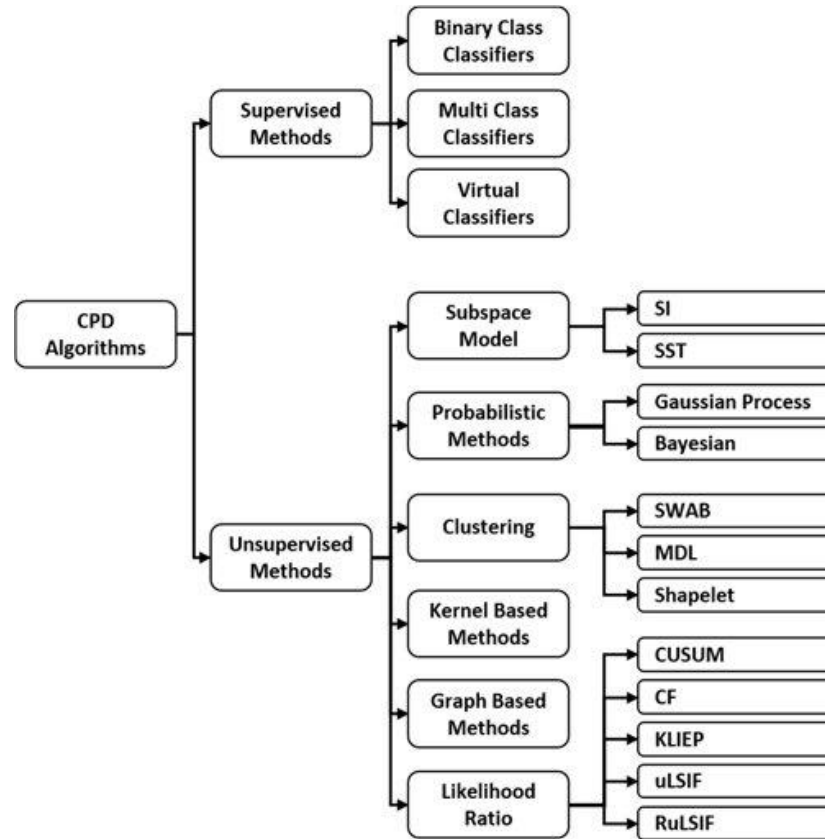 Binary Class
Classifiers
Supervised
Methods
Multi Class
Classifiers
Virtual
Classifiers
CPD
Algorithms
Subspace
Model
SI
SST
Probabilistic
Methods
Gaussian Process
Bayesian
Unsupervised
Methods
Clustering
SWAB
MDL
Shapelet
Kernel Based
Methods
Graph Based
Methods
Likelihood
Ratio
CUSUM
CF
KLIEP
uLSIF
RuLSIF